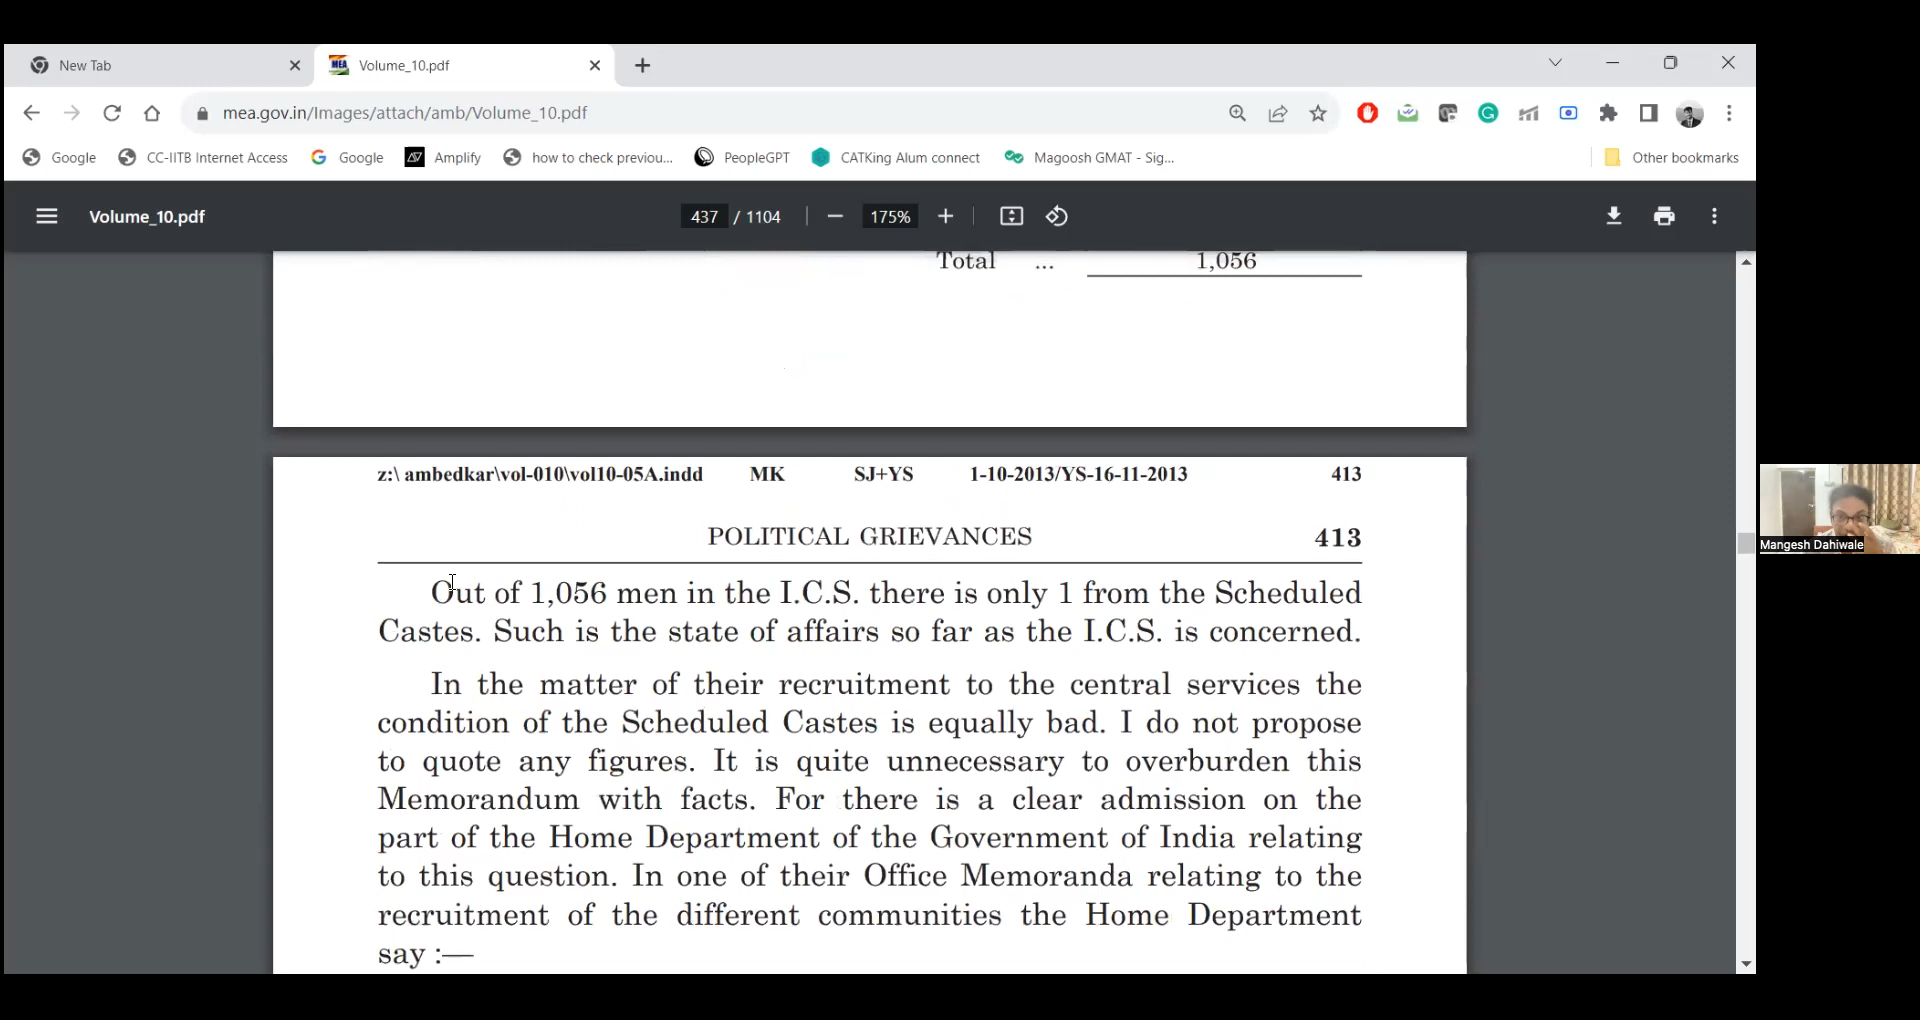 New Tab
Volume_10.pdf
mea.gov.in/Images/attach/amb/Volume_10.pdf
Google
CC-IITB Internet Access
Google
Amplify
how to check previou...
PeopleGPT
CATKing Alum connect
Magoosh GMAT - Sig...
Other bookmarks
Volume_10.pdf
437 / 1104
175%
Total ... 1,056
z:\ ambedkar\vol-010\vol10-05A.indd MK SJ+YS 1-10-2013/YS-16-11-2013 413
POLITICAL GRIEVANCES 413
Out of 1,056 men in the I.C.S. there is only 1 from the Scheduled
Castes. Such is the state of affairs so far as the I.C.S. is concerned.
In the matter of their recruitment to the central services the
condition of the Scheduled Castes is equally bad. I do not propose
to quote any figures. It is quite unnecessary to overburden this
Memorandum with facts. For there is a clear admission on the
part of the Home Department of the Government of India relating
to this question. In one of their Office Memoranda relating to the
recruitment of the different communities the Home Department
say :—
Mangesh Dahiwale